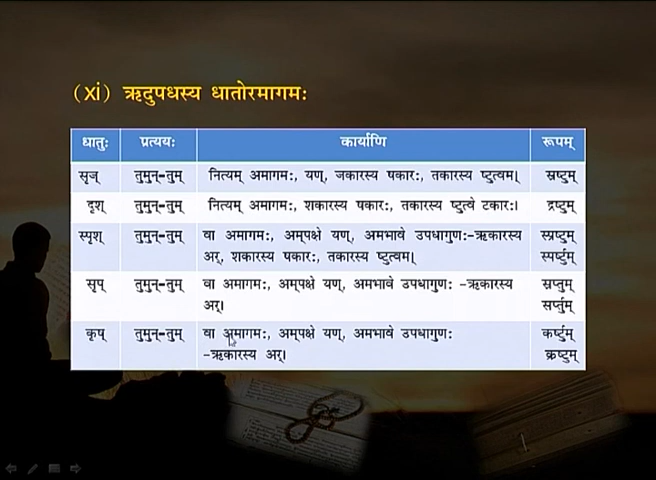 (xi) ऋदुपधस्य धातोरमागमः
धातुः प्रत्ययः कार्याणि रूपम्
सृज् तुमुन्-तुम् नित्यम् अमागमः, यण्, जकारस्य षकारः, तकारस्य ष्टुत्वम्। स्रष्टुम्
दृश् तुमुन्-तुम् नित्यम् अमागमः, शकारस्य षकारः, तकारस्य ष्टुत्वे टकारः। द्रष्टुम्
स्पृश् तुमुन्-तुम् वा अमागमः, अम्पक्षे यण्, अमभावे उपधागुणः-ऋकारस्य स्प्रष्टुम्
अर्, शकारस्य षकारः, तकारस्य ष्टुत्वम्। स्पर्ष्टुम्
सृप् तुमुन्-तुम् वा अमागमः, अम्पक्षे यण्, अमभावे उपधागुणः -ऋकारस्य स्रप्तुम्
अर्। सर्प्तुम्
कृष् तुमुन्-तुम् वा अमागमः, अम्पक्षे यण्, अमभावे उपधागुणः कर्ष्टुम्
-ऋकारस्य अर्। क्रष्टुम्